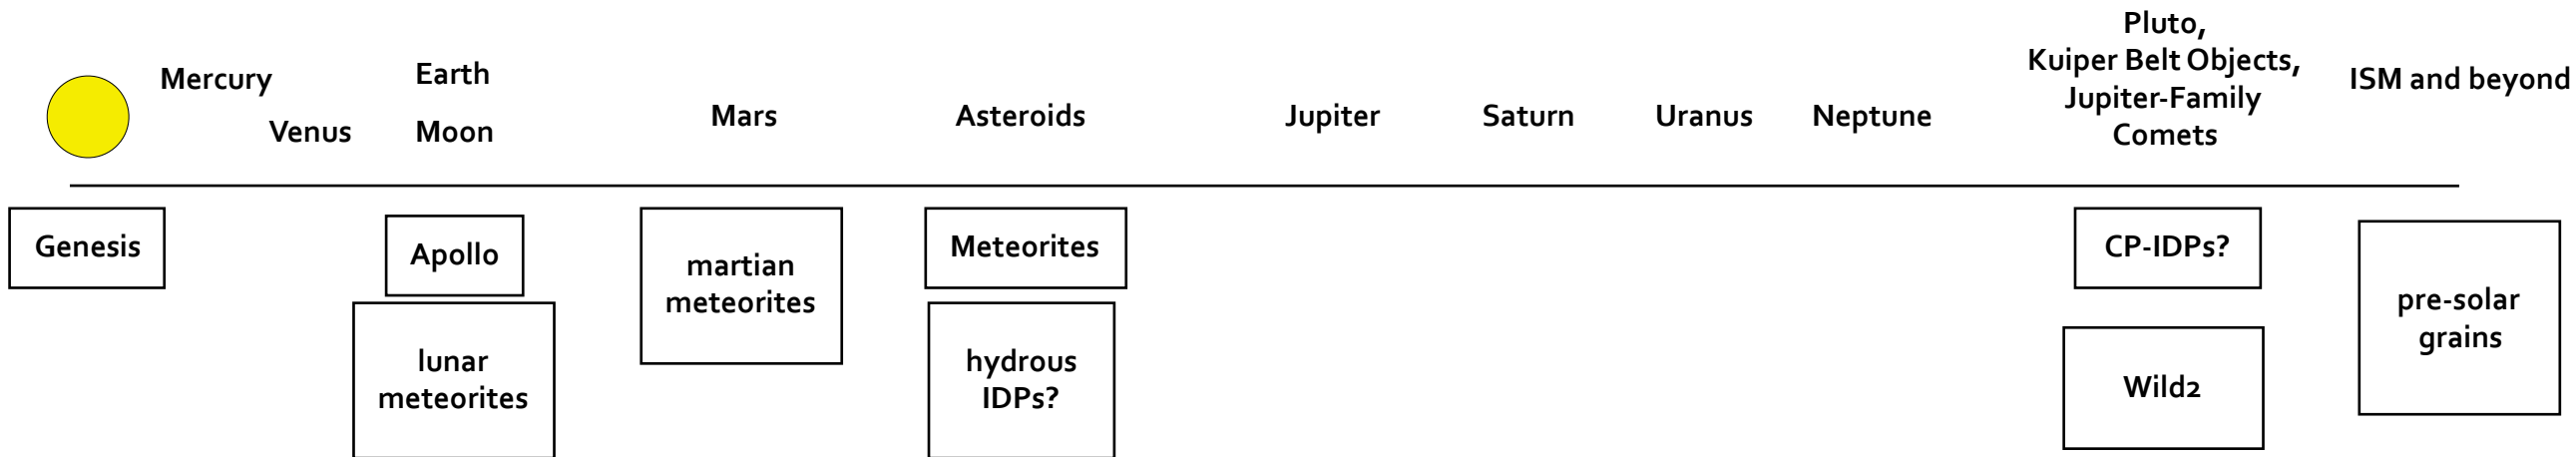 Mercury
Venus
Earth
Moon
Mars
Asteroids
Jupiter
Saturn
Uranus
Neptune
Pluto,
Kuiper Belt Objects,
Jupiter-Family
Comets
ISM and beyond
Genesis
Apollo
lunar
meteorites
martian
meteorites
Meteorites
hydrous
IDPs?
CP-IDPs?
Wild2
pre-solar
grains